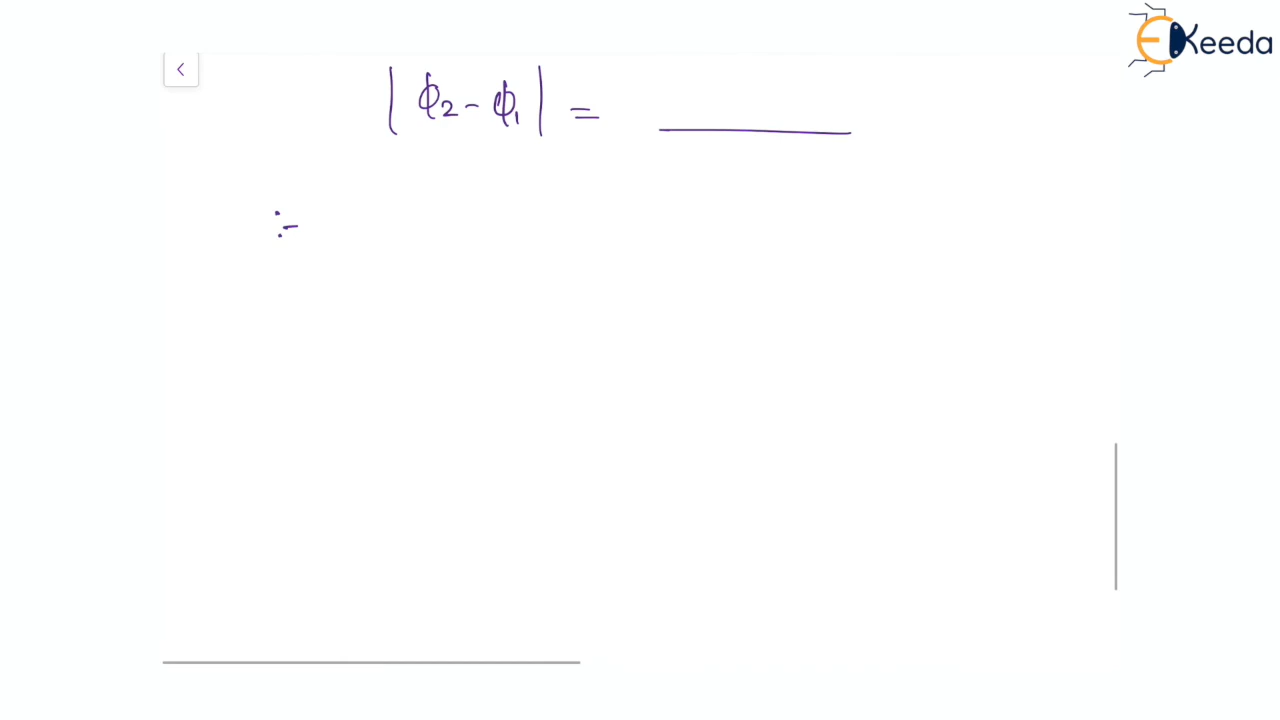 EKeeda
<
| ϕ₂ - ϕ₁ | = ______
:-